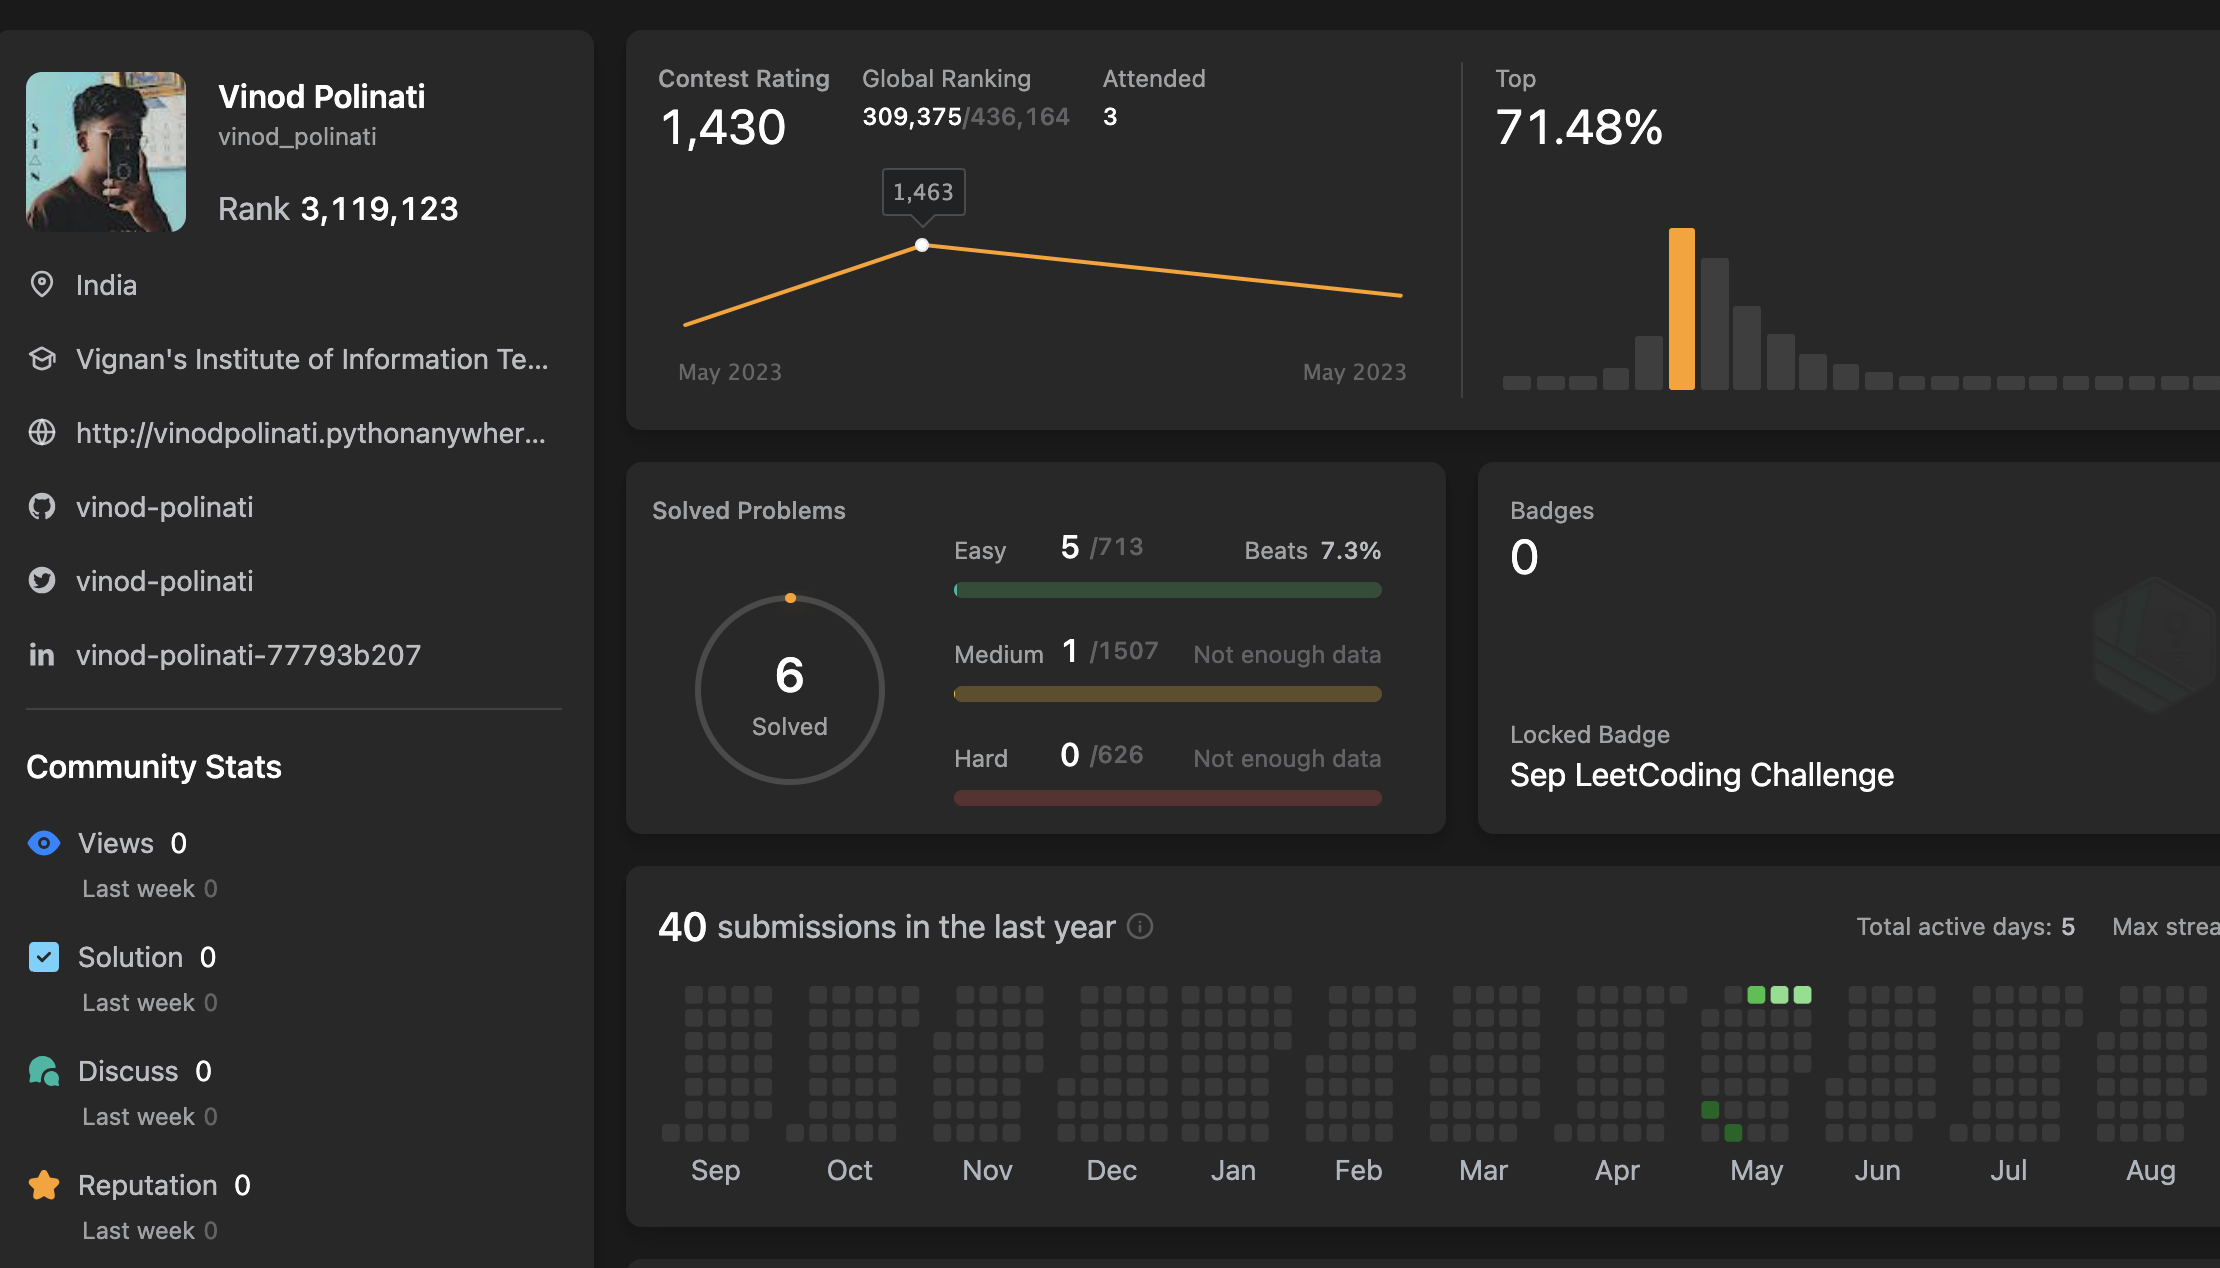 Vinod Polinati
vinod_polinati
Rank 3,119,123
India
Vignan's Institute of Information Te...
http://vinodpolinati.pythonanywher...
vinod-polinati
vinod-polinati
vinod-polinati-77793b207
Community Stats
Views 0
Last week 0
Solution 0
Last week 0
Discuss 0
Last week 0
Reputation 0
Last week 0
Contest Rating
1,430
Global Ranking
309,375/436,164
Attended
3
1,463
May 2023
May 2023
Top
71.48%
Solved Problems
6
Solved
Easy 5 /713 Beats 7.3%
Medium 1 /1507 Not enough data
Hard 0 /626 Not enough data
Badges
0
Locked Badge
Sep LeetCoding Challenge
40 submissions in the last year
Total active days: 5 Max strea
Sep Oct Nov Dec Jan Feb Mar Apr May Jun Jul Aug